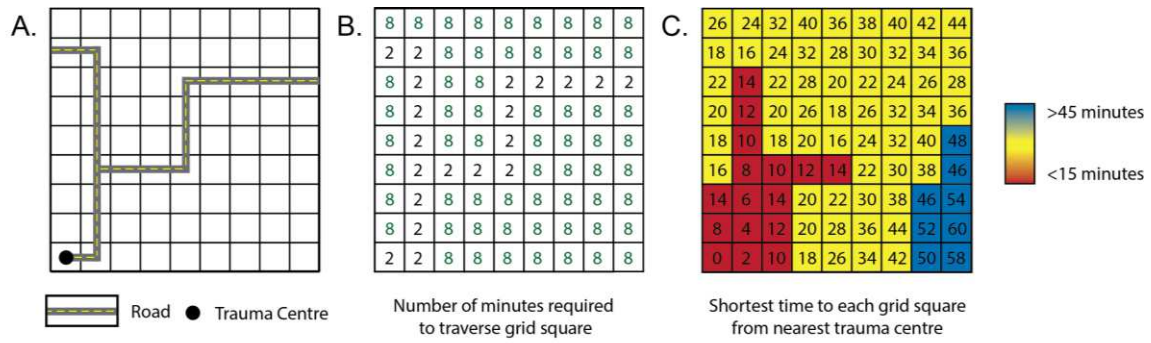 A.
B.
C.
8 8 8 8 8 8 8 8 8
2 2 8 8 8 8 8 8 8
8 2 8 8 2 2 2 2 2
8 2 8 8 2 8 8 8 8
8 2 8 8 2 8 8 8 8
8 2 2 2 2 8 8 8 8
8 2 8 8 8 8 8 8 8
8 2 8 8 8 8 8 8 8
2 2 8 8 8 8 8 8 8
26 24 32 40 36 38 40 42 44
18 16 24 32 28 30 32 34 36
22 14 22 28 20 22 24 26 28
20 12 20 26 18 26 32 34 36
18 10 18 20 16 24 32 40 48
16 8 10 12 14 22 30 38 46
14 6 14 20 22 30 38 46 54
8 4 12 20 28 36 44 52 60
0 2 10 18 26 34 42 50 58
>45 minutes
<15 minutes
Road
Trauma Centre
Number of minutes required
to traverse grid square
Shortest time to each grid square
from nearest trauma centre